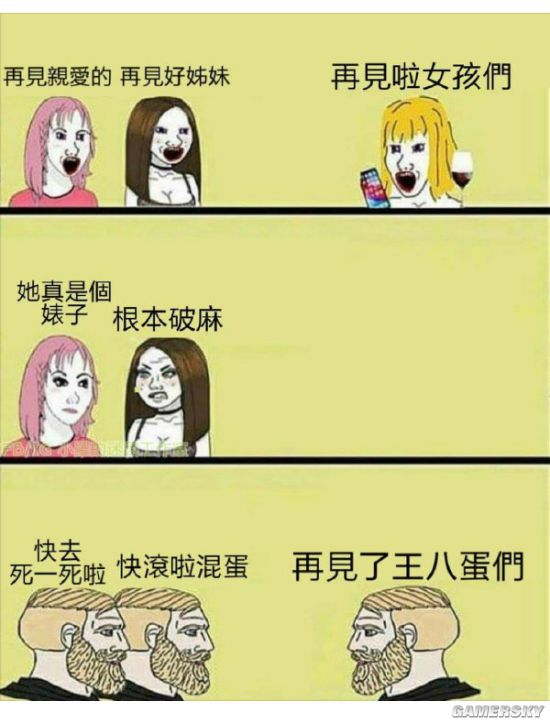 再見親愛的 再見好姊妹
再見啦女孩們
她真是個
婊子
根本破麻
快去
死一死啦
快滾啦混蛋
再見了王八蛋們
GAMERSKY